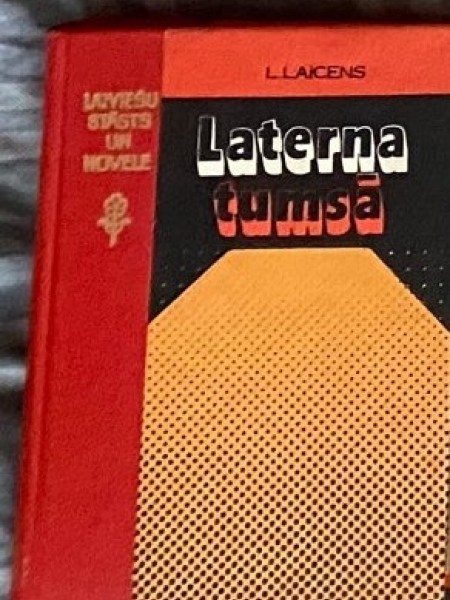 L. LAICENS
LATVIEŠU
STĀSTS
UN
NOVELE
Laterna
tumsā